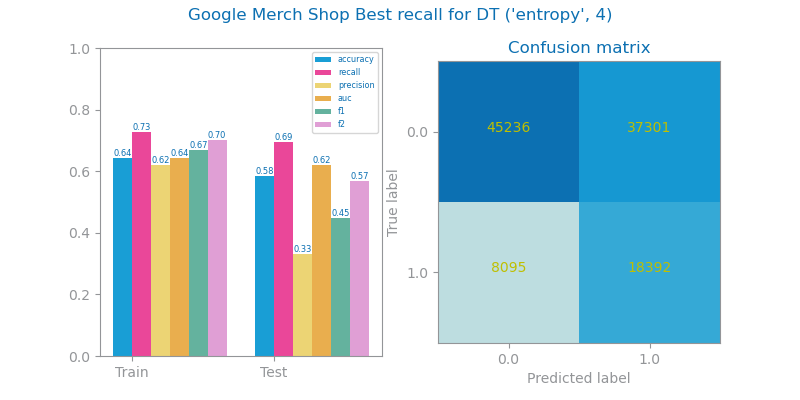 Google Merch Shop Best recall for DT ('entropy', 4)
1.0
0.8
0.6
0.4
0.2
0.0
0.64
0.73
0.62
0.64
0.67
0.70
0.58
0.69
0.33
0.62
0.45
0.57
Train
Test
accuracy
recall
precision
auc
f1
f2
Confusion matrix
True label
0.0
1.0
45236
37301
8095
18392
0.0
1.0
Predicted label